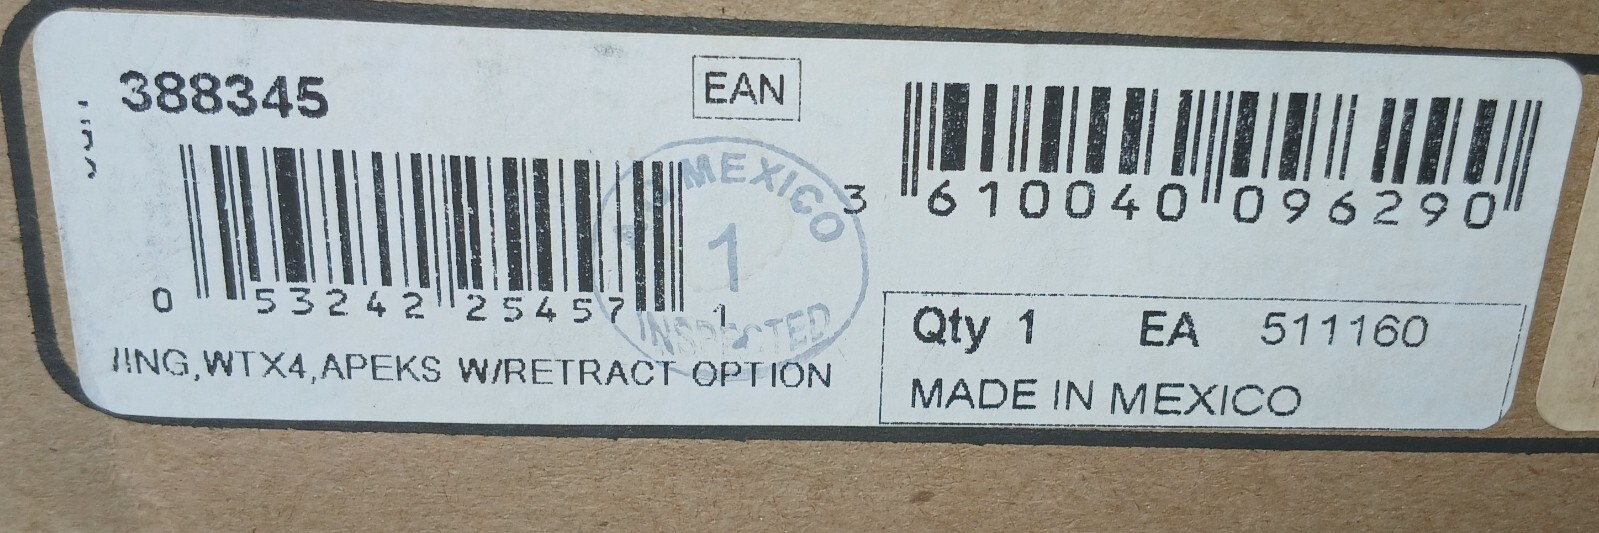 388345
EAN
0 53242 25457 1
3 610040 096290
MEXICO
1
INSPECTED
WTX4,APEKS W/RETRACT OPTION
Qty 1 EA 511160
MADE IN MEXICO